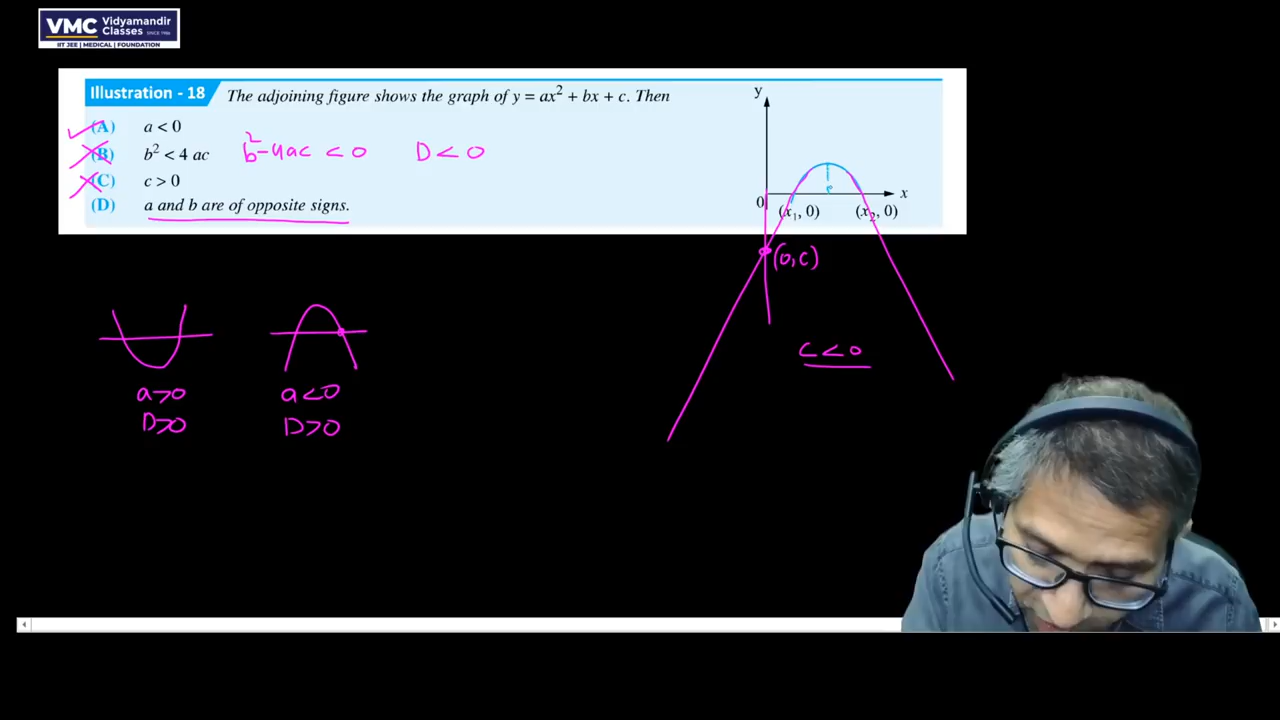 VMC Vidyamandir Classes SINCE 1986
IIT JEE | MEDICAL | FOUNDATION
Illustration - 18 The adjoining figure shows the graph of y = ax² + bx + c. Then
(A) a < 0
(B) b² < 4 ac b²-4ac < 0 D < 0
(C) c > 0
(D) a and b are of opposite signs.
y
x
0
(x₁, 0) (x₂, 0)
(0, c)
c < 0
a>0 a<0
D>0 D>0